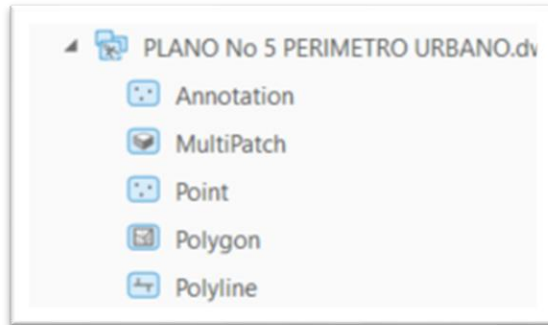 PLANO No 5 PERIMETRO URBANO.dw
Annotation
MultiPatch
Point
Polygon
Polyline